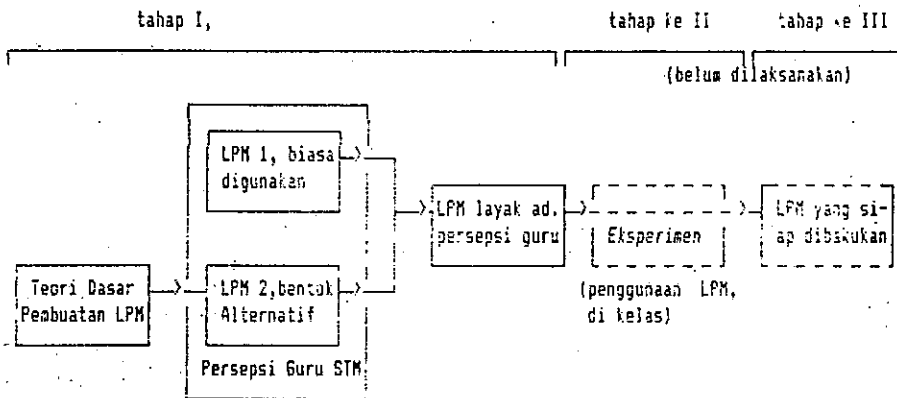 tahap I,
tahap ke II
tahap ke III
(belum dilaksanakan)
LPM 1, biasa
digunakan
LPM layak ad.
persepsi guru
Eksperimen
LPM yang si-
ap dibakukan
Teori Dasar
Pembuatan LPM
LPM 2,bentuk
Alternatif
(penggunaan LPM,
di kelas)
Persepsi Guru STM